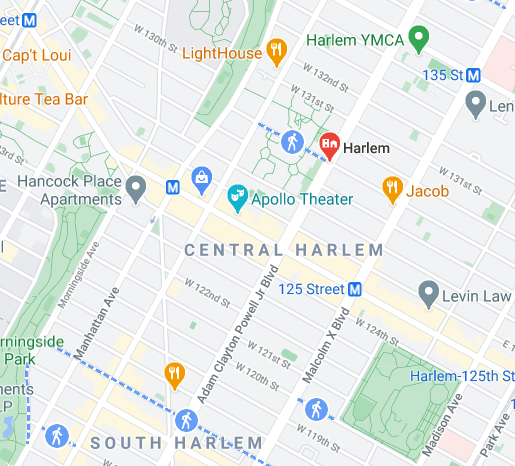 W 130th St
LightHouse
Harlem YMCA
Cap't Loui
135 St
W 132nd St
lture Tea Bar
W 131st St
Len
Harlem
W 131st St
Hancock Place
Apartments
Apollo Theater
Jacob
CENTRAL HARLEM
Morningside Ave
W 122nd St
125 Street
Levin Law
Manhattan Ave
Adam Clayton Powell Jr Blvd
Malcolm X Blvd
W 124th St
Park
W 121st St
W 120th St
Harlem-125th St
SOUTH HARLEM
W 119th St
Madison Ave
Park Ave